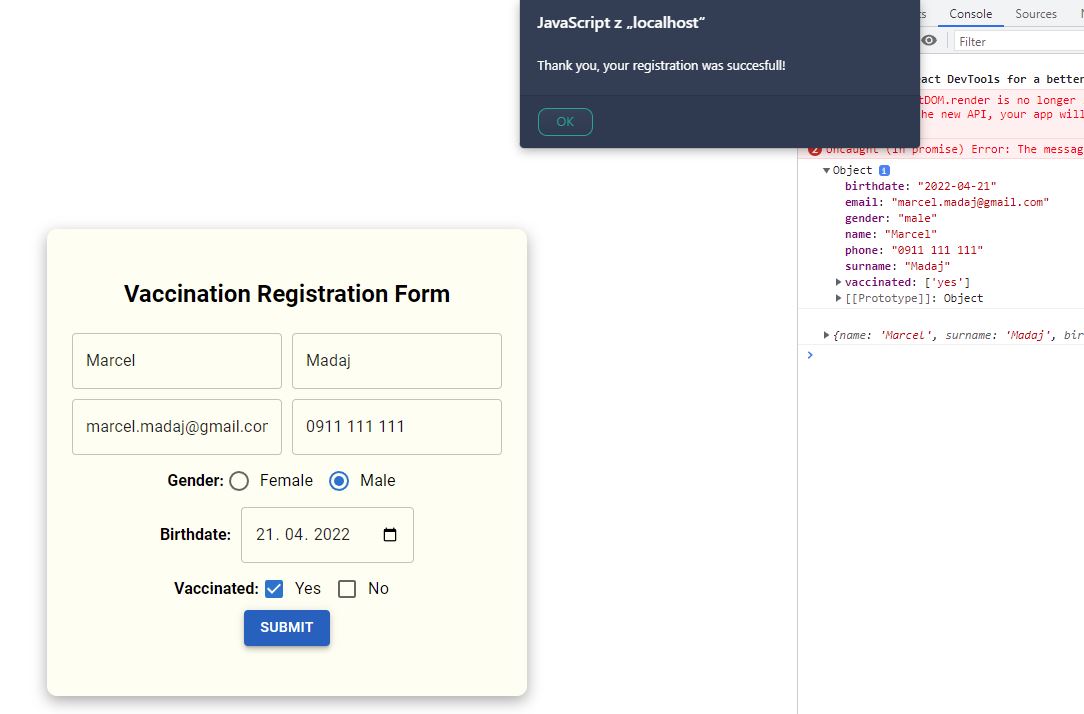 JavaScript z „localhost“
Thank you, your registration was succesfull!
OK
Console Sources
Filter
act DevTools for a better
tDOM.render is no longer
he new API, your app will
2 Uncaught (in promise) Error: The messag
Object i
birthdate: "2022-04-21"
email: "marcel.madaj@gmail.com"
gender: "male"
name: "Marcel"
phone: "0911 111 111"
surname: "Madaj"
vaccinated: ['yes']
[[Prototype]]: Object
{name: 'Marcel', surname: 'Madaj', bir
Vaccination Registration Form
Marcel Madaj
marcel.madaj@gmail.cor 0911 111 111
Gender: Female Male
Birthdate: 21. 04. 2022
Vaccinated: Yes No
SUBMIT